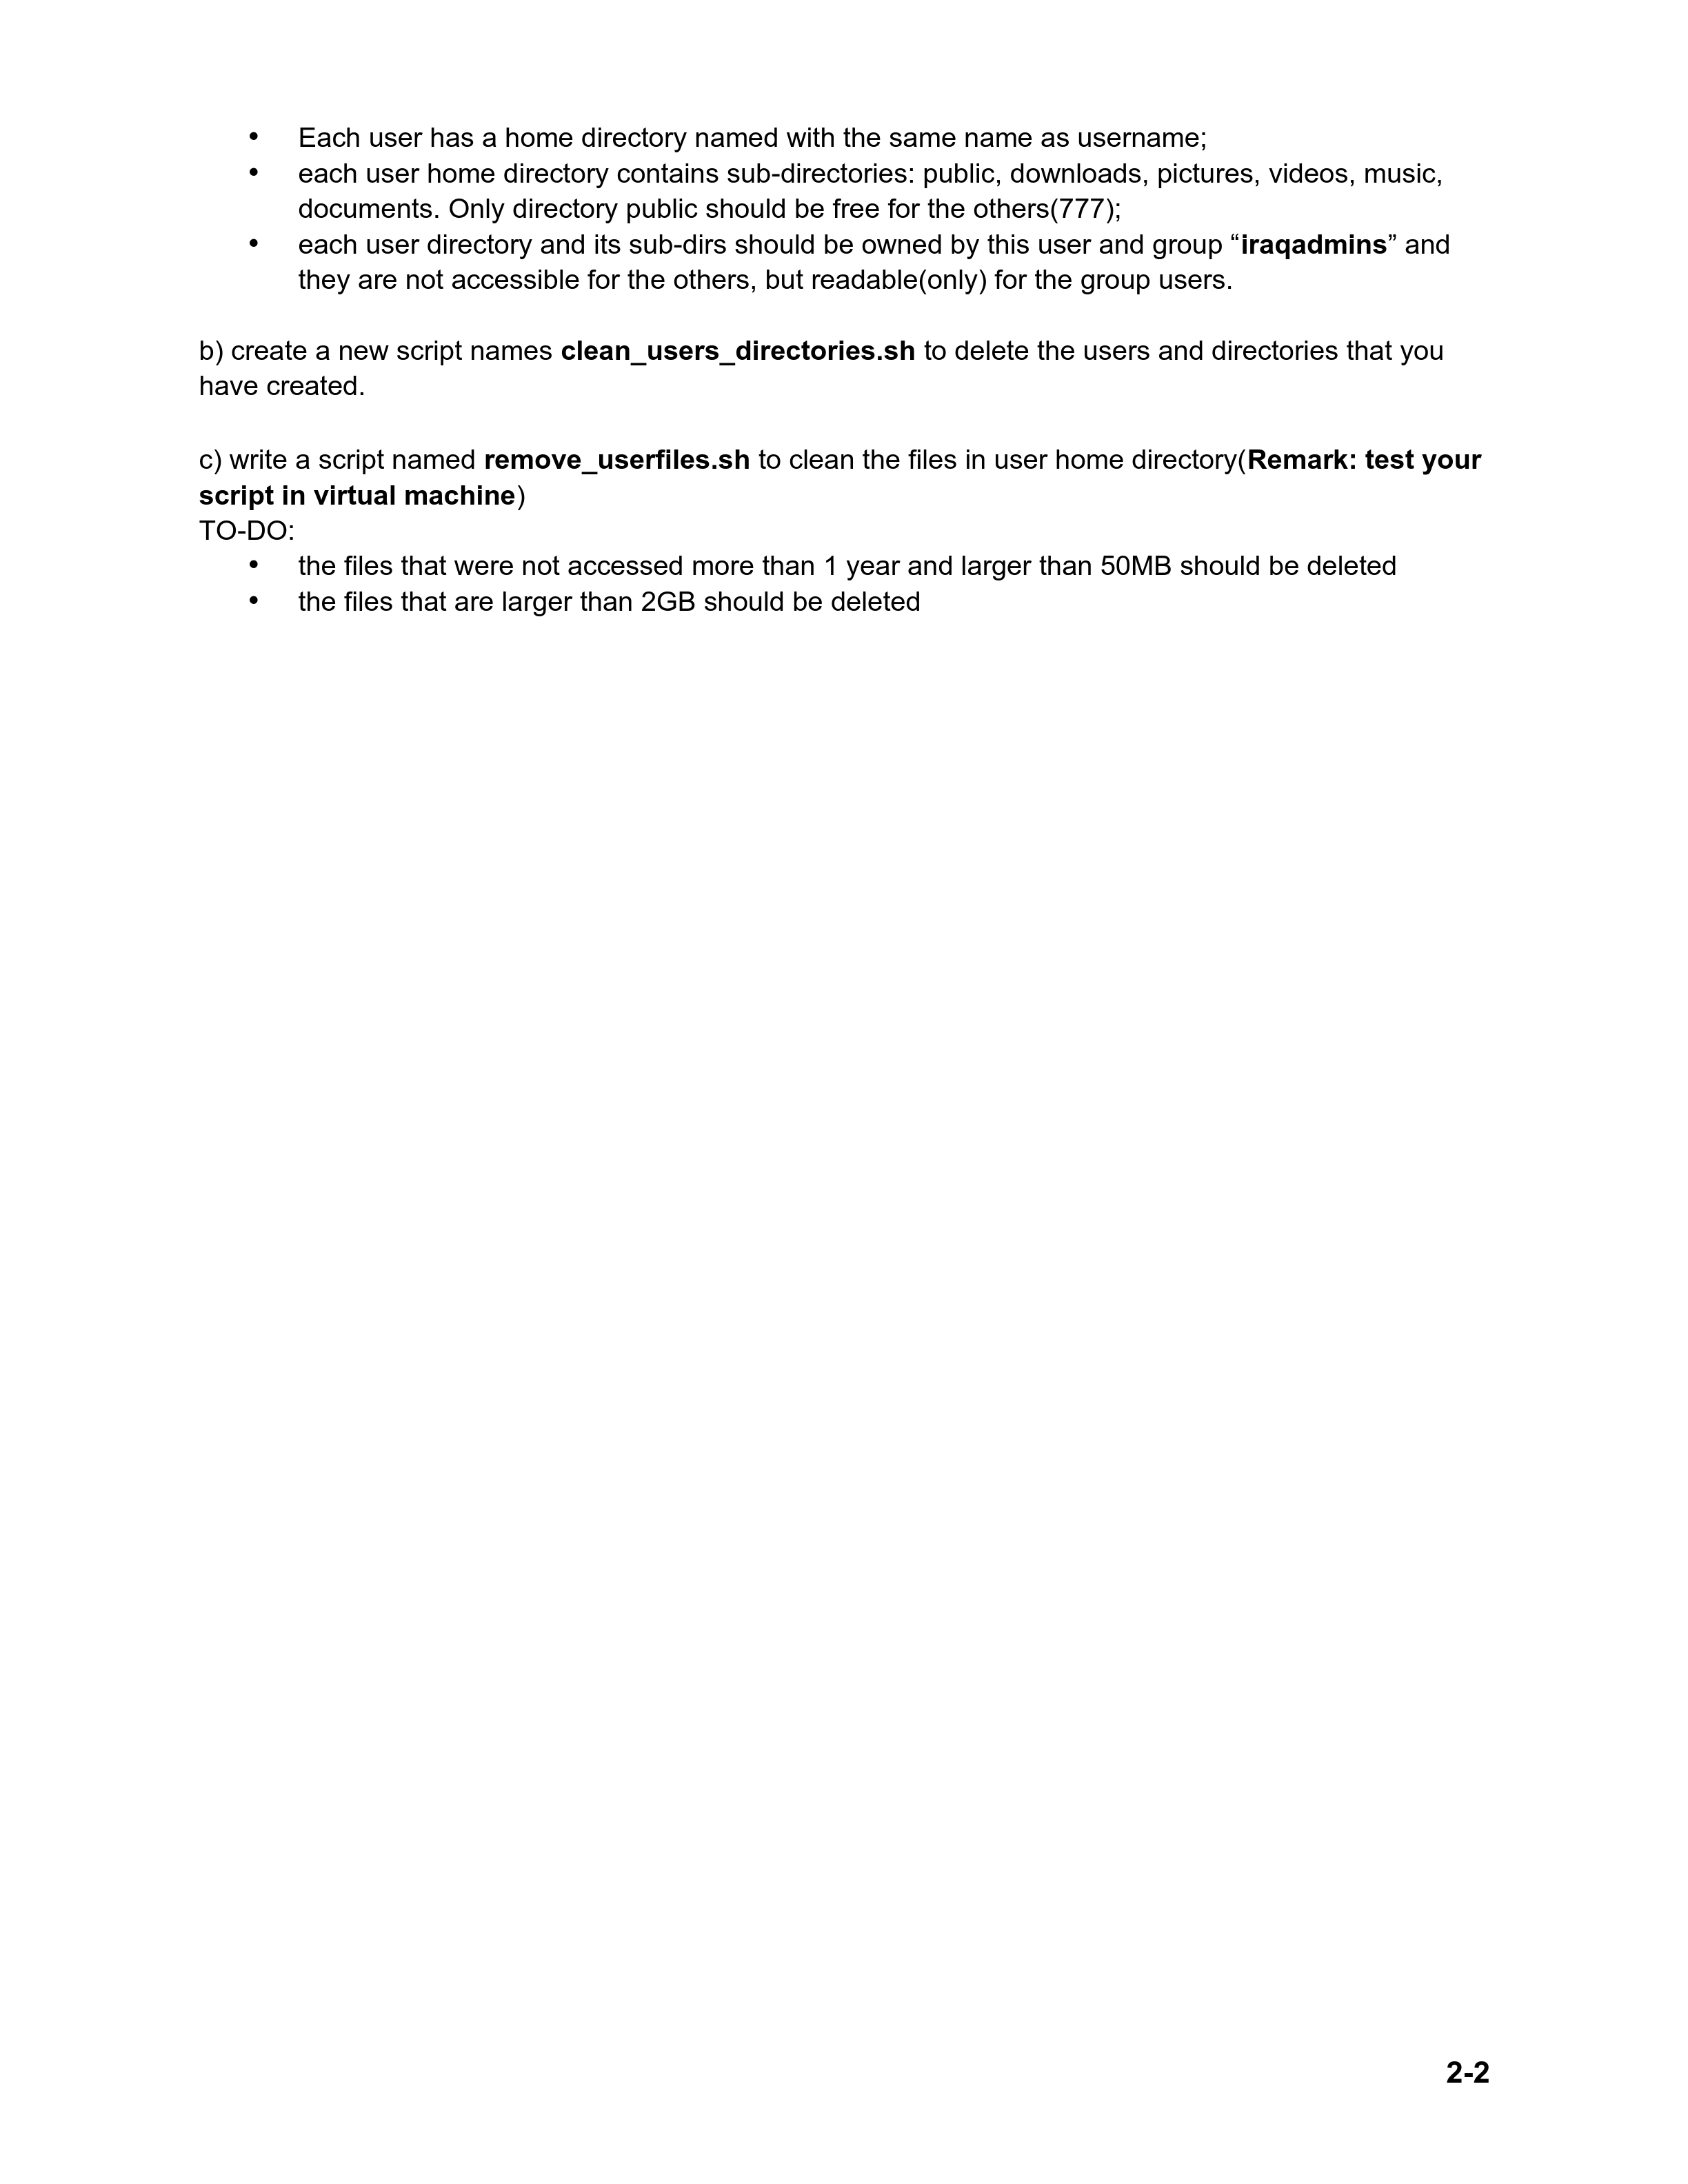 • Each user has a home directory named with the same name as username;
• each user home directory contains sub-directories: public, downloads, pictures, videos, music,
documents. Only directory public should be free for the others(777);
• each user directory and its sub-dirs should be owned by this user and group “iraqadmins” and
they are not accessible for the others, but readable(only) for the group users.
b) create a new script names clean_users_directories.sh to delete the users and directories that you
have created.
c) write a script named remove_userfiles.sh to clean the files in user home directory(Remark: test your
script in virtual machine)
TO-DO:
• the files that were not accessed more than 1 year and larger than 50MB should be deleted
• the files that are larger than 2GB should be deleted
2-2